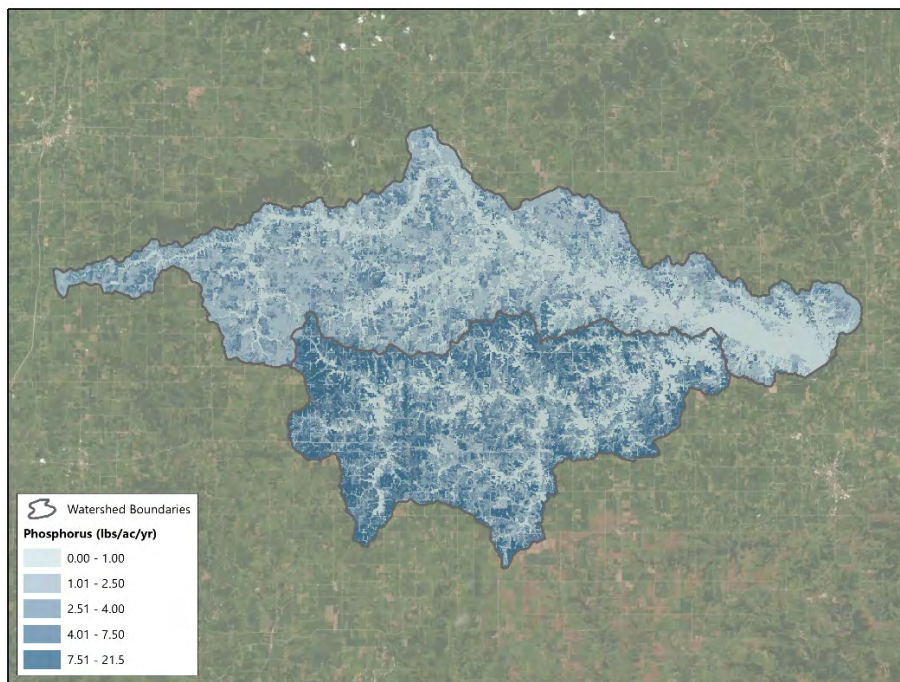 Watershed Boundaries
Phosphorus (lbs/ac/yr)
0.00 - 1.00
1.01 - 2.50
2.51 - 4.00
4.01 - 7.50
7.51 - 21.5